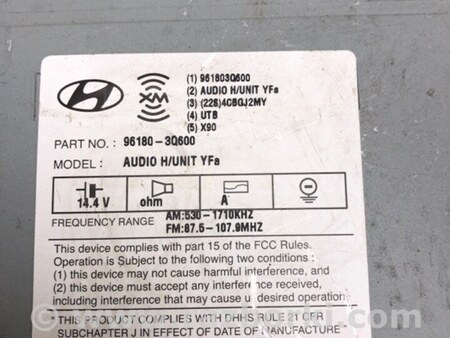 (1) 961803Q600
(2) AUDIO H/UNIT YFa
XM
(3) (22S)4CBGJ2MY
(4) UTB
(5) X90
PART NO. : 96180-3Q600
MODEL : AUDIO H/UNIT YFa
14.4 V ohm A
FREQUENCY RANGE AM:530-1710KHZ
FM:87.5-107.9MHZ
This device complies with part 15 of the FCC Rules.
Operation is Subject to the following two conditions :
(1) this device may not cause harmful interference, and
(2) this device must accept any interference received,
including interference that may cause undesired operation
THIS PRODUCT COMPLIES WITH DHHS RULE 21 CFR
SUBCHAPTER J IN EFFECT OF DATE OF MANUFACTURE